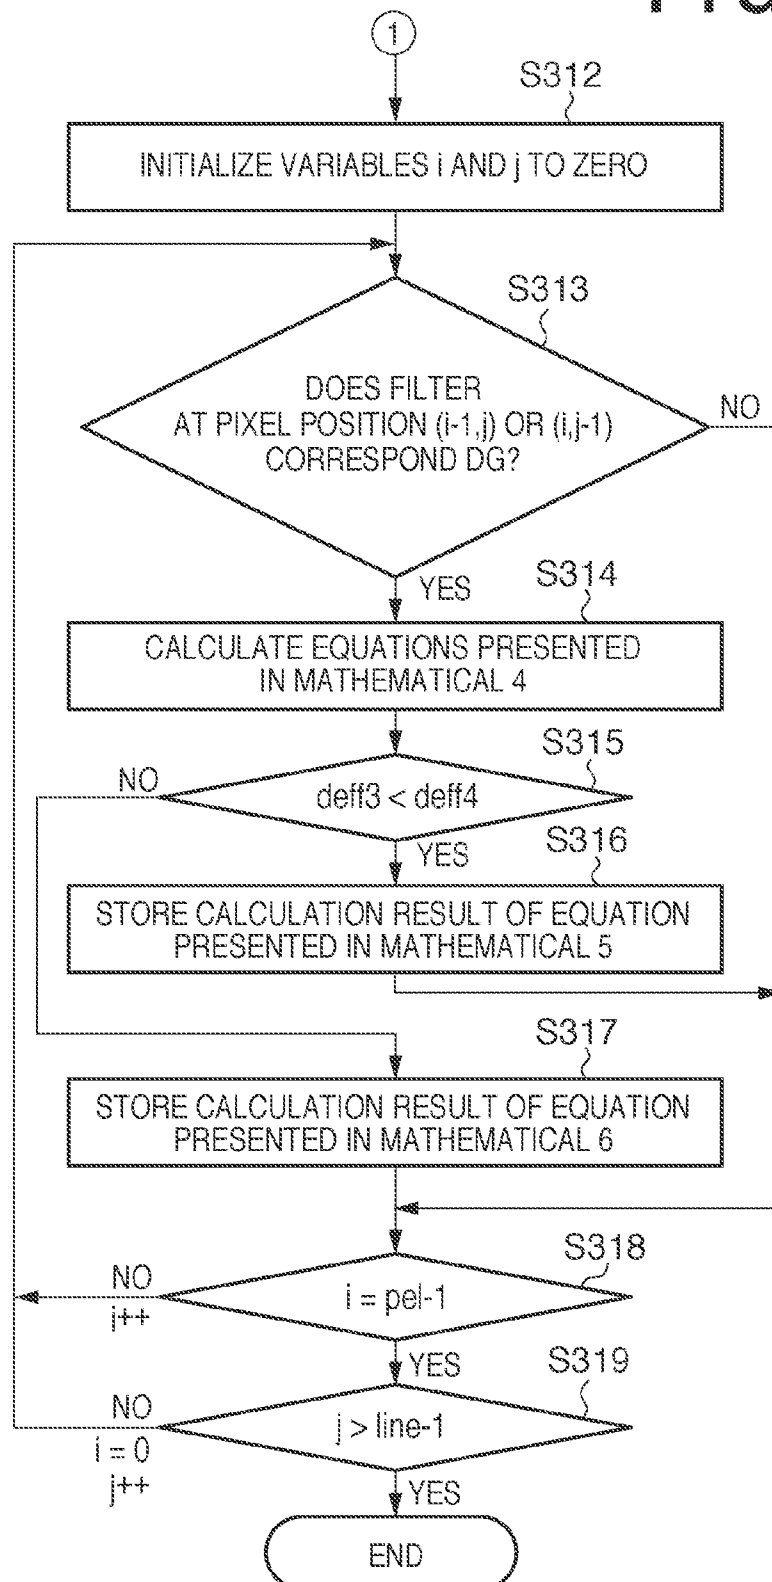 1
S312
INITIALIZE VARIABLES i AND j TO ZERO
S313
DOES FILTER
AT PIXEL POSITION (i-1,j) OR (i,j-1)
CORRESPOND DG?
NO
YES
S314
CALCULATE EQUATIONS PRESENTED
IN MATHEMATICAL 4
S315
NO
deff3 < deff4
YES
S316
STORE CALCULATION RESULT OF EQUATION
PRESENTED IN MATHEMATICAL 5
S317
STORE CALCULATION RESULT OF EQUATION
PRESENTED IN MATHEMATICAL 6
S318
NO
i++
i = pel-1
YES
S319
NO
i = 0
j++
j > line-1
YES
END